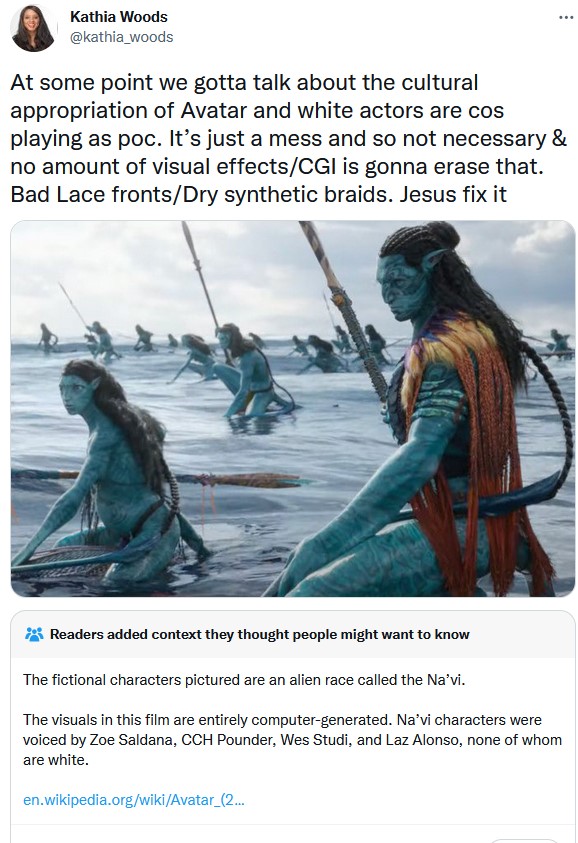 Kathia Woods
@kathia_woods
At some point we gotta talk about the cultural
appropriation of Avatar and white actors are cos
playing as poc. It’s just a mess and so not necessary &
no amount of visual effects/CGI is gonna erase that.
Bad Lace fronts/Dry synthetic braids. Jesus fix it
Readers added context they thought people might want to know
The fictional characters pictured are an alien race called the Na’vi.
The visuals in this film are entirely computer-generated. Na’vi characters were
voiced by Zoe Saldana, CCH Pounder, Wes Studi, and Laz Alonso, none of whom
are white.
en.wikipedia.org/wiki/Avatar_(2...